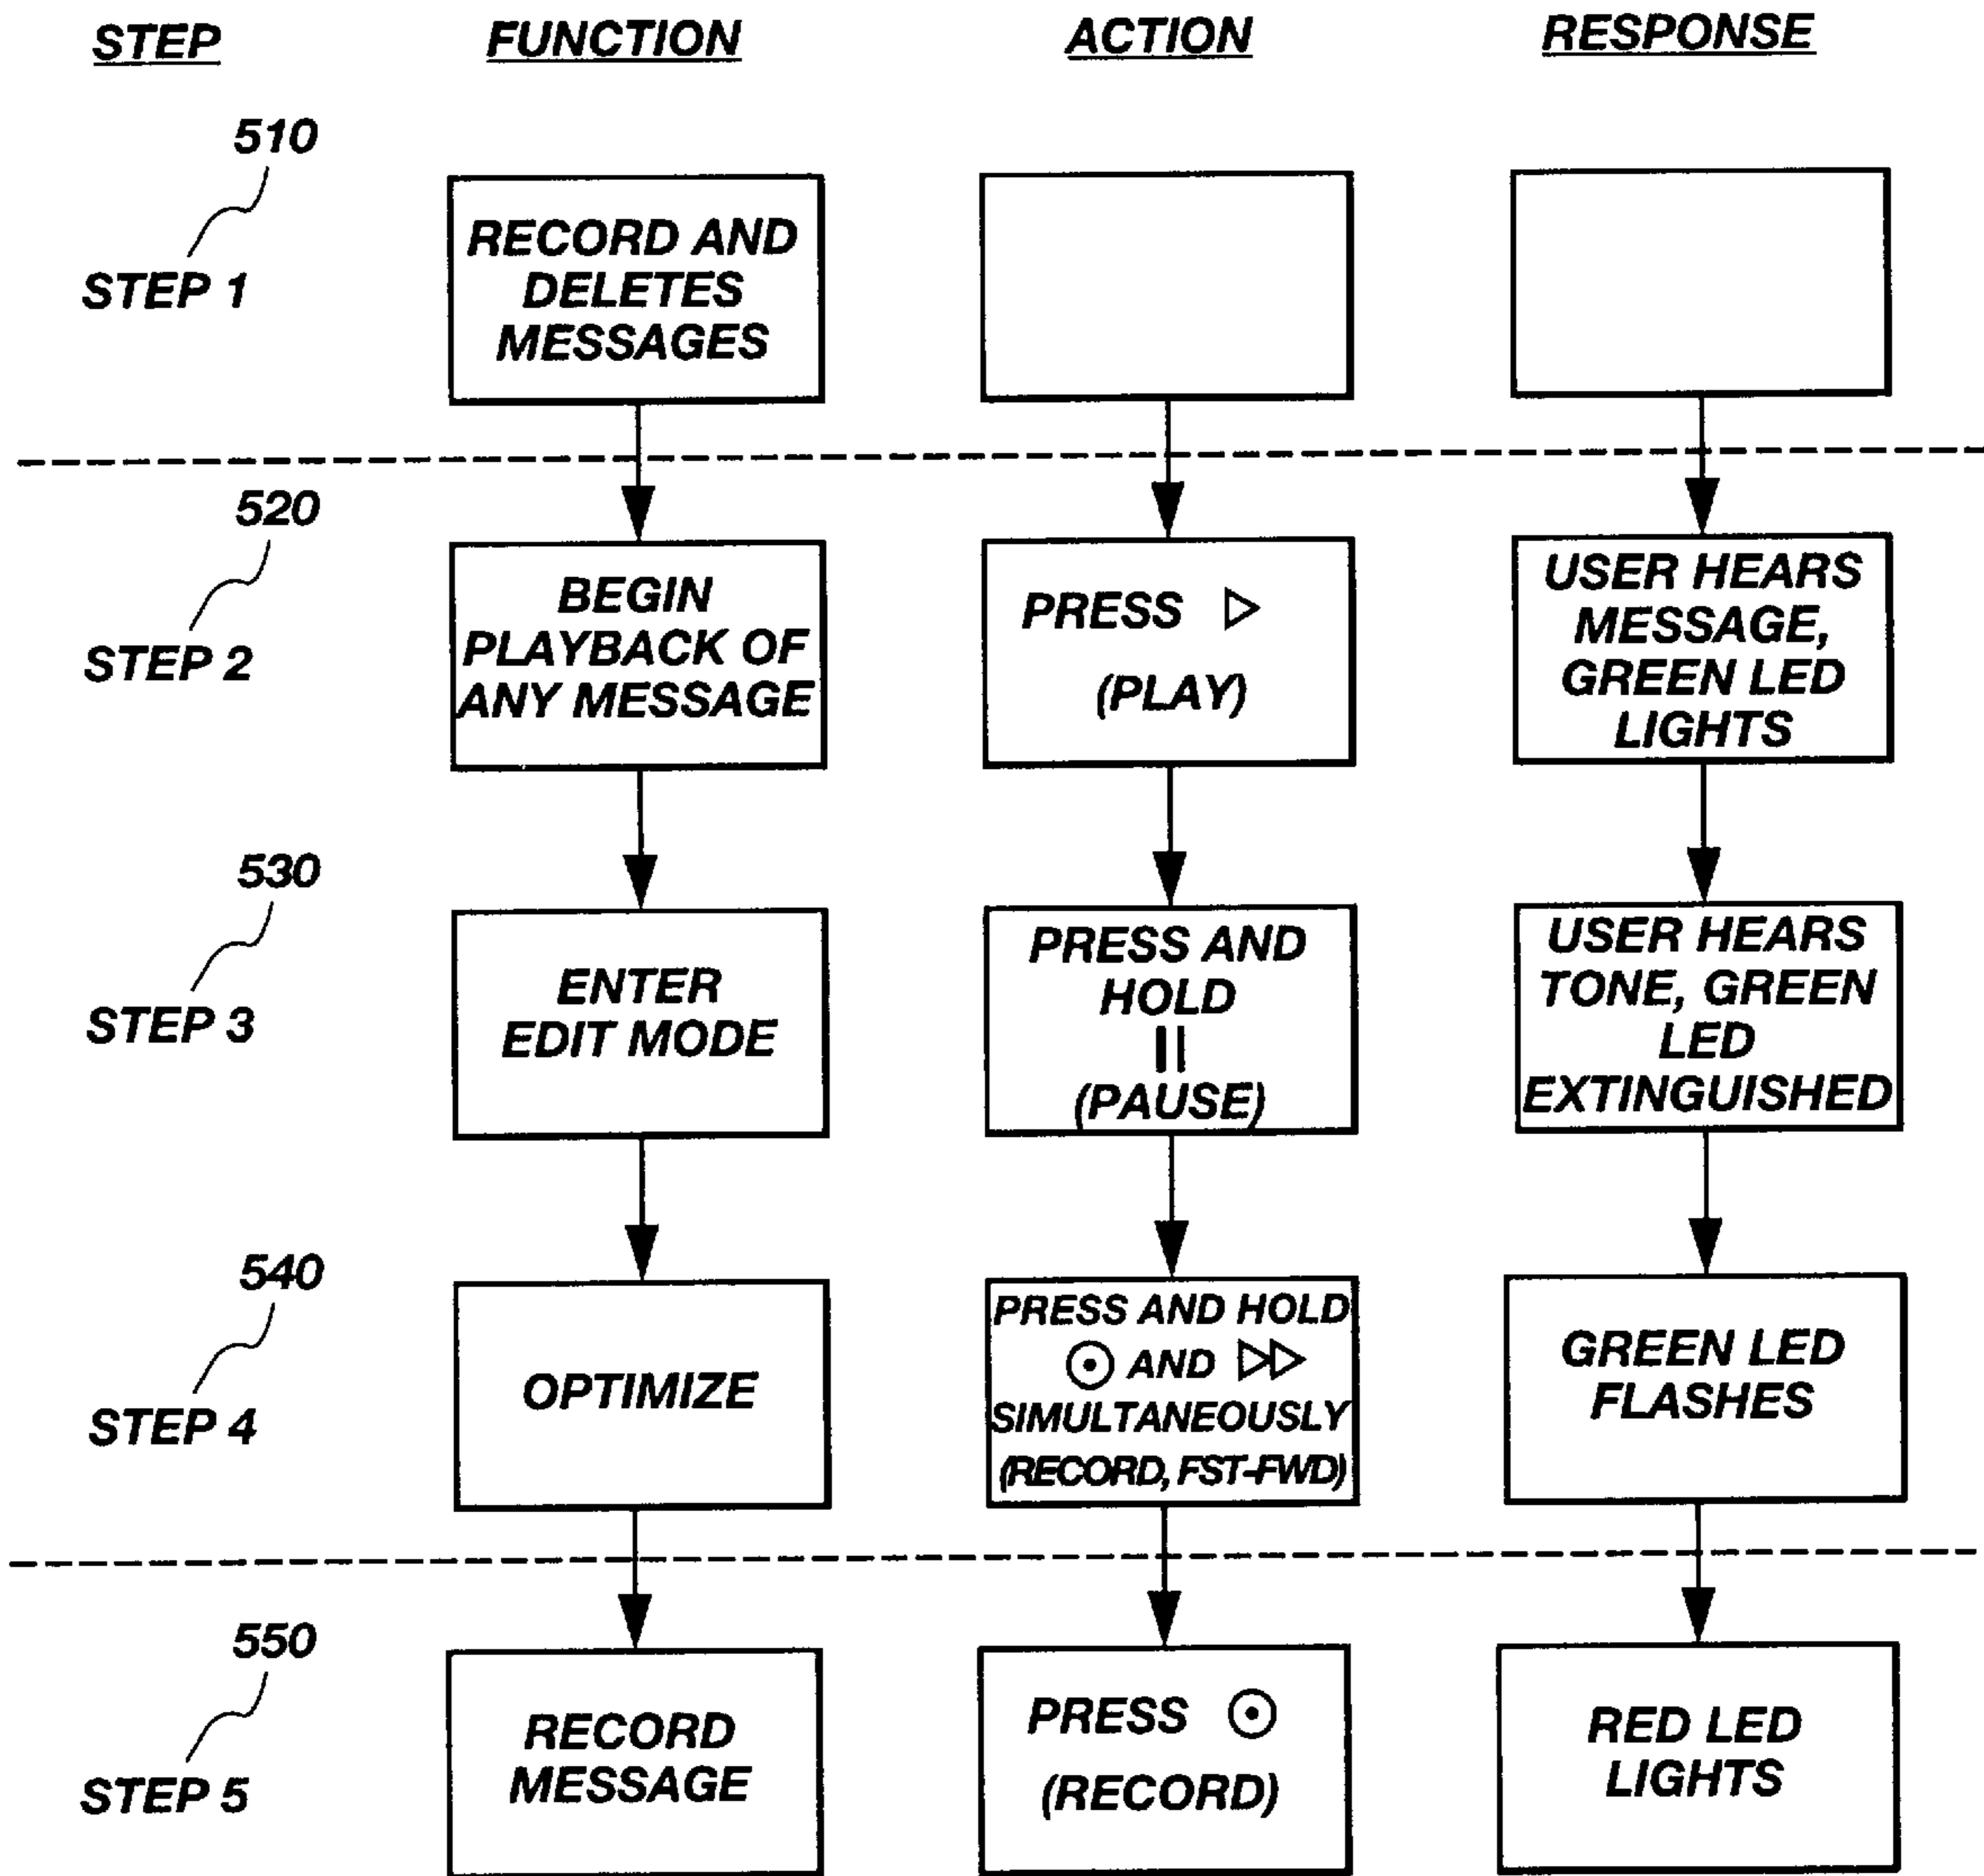 STEP FUNCTION ACTION RESPONSE
510
STEP 1
RECORD AND
DELETES
MESSAGES
520
STEP 2
BEGIN
PLAYBACK OF
ANY MESSAGE
PRESS ▷
(PLAY)
USER HEARS
MESSAGE,
GREEN LED
LIGHTS
530
STEP 3
ENTER
EDIT MODE
PRESS AND
HOLD
||
(PAUSE)
USER HEARS
TONE, GREEN
LED
EXTINGUISHED
540
STEP 4
OPTIMIZE
PRESS AND HOLD
⊙ AND ▷▷
SIMULTANEOUSLY
(RECORD, FST-FWD)
GREEN LED
FLASHES
550
STEP 5
RECORD
MESSAGE
PRESS ⊙
(RECORD)
RED LED
LIGHTS